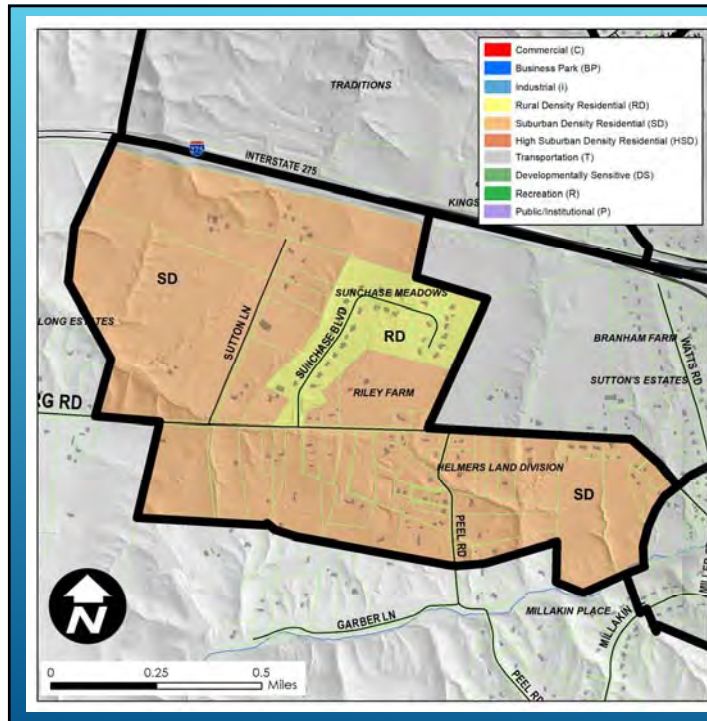 TRADITIONS
Commercial (C)
Business Park (BP)
Industrial (I)
Rural Density Residential (RD)
Suburban Density Residential (SD)
High Suburban Density Residential (HSD)
Transportation (T)
Developmentally Sensitive (DS)
Recreation (R)
Public/Institutional (P)
275
INTERSTATE 275
KINGS
SD
SUNCHASE MEADOWS
LONG ESTATES
SUTTON LN
SUNCHASE BLVD
RD
BRANHAM FARM
WATTS RD
SUTTON'S ESTATES
RILEY FARM
RG RD
HELMERS LAND DIVISION
SD
PEEL RD
MILLER
MILLAKIN PLACE
MILLAKIN
GARBER LN
PEEL RD
N
0 0.25 0.5
Miles